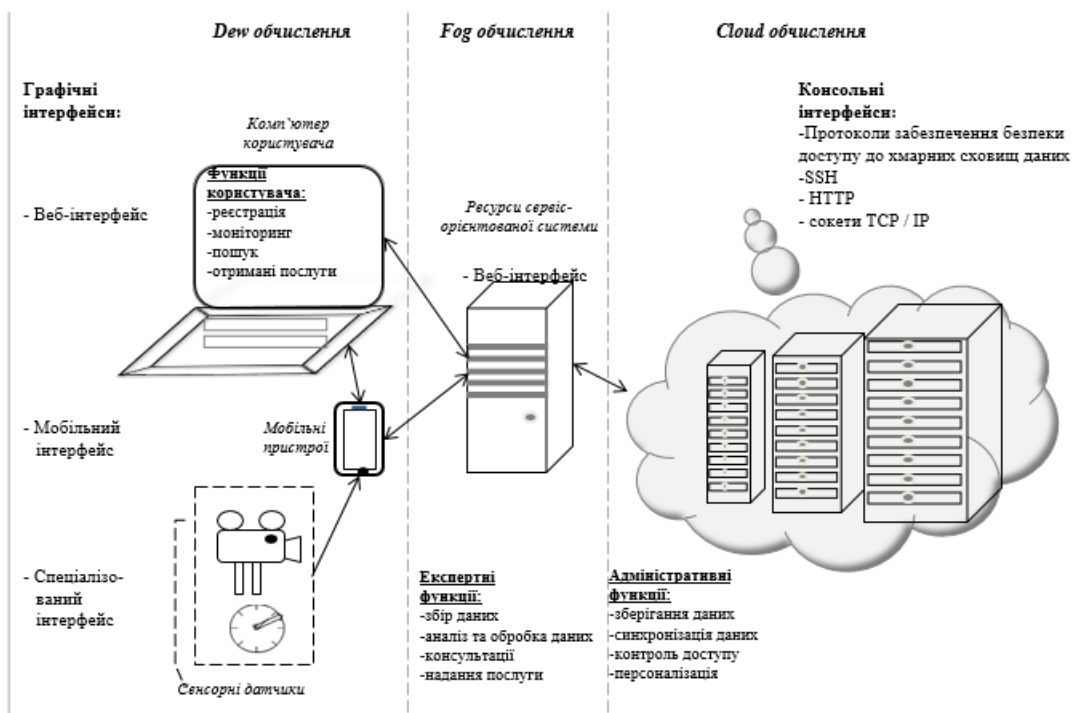 Dew обчислення
Fog обчислення
Cloud обчислення
Графічні
інтерфейси:
- Веб-інтерфейс
- Мобільний
інтерфейс
- Спеціалізо-
ваний
інтерфейс
Комп`ютер
користувача
Функції
користувача:
-реєстрація
-моніторинг
-пошук
-отримані послуги
Мобільні
пристрої
Сенсорні датчики
Ресурси сервіс-
орієнтованої системи
- Веб-інтерфейс
Експертні
функції:
-збір даних
-аналіз та обробка даних
-консультації
-надання послуги
Консольні
інтерфейси:
-Протоколи забезпечення безпеки
доступу до хмарних сховищ даних
-SSH
- HTTP
- сокети TCP / IP
Адміністративні
функції:
-зберігання даних
-синхронізація даних
-контроль доступу
-персоналізація